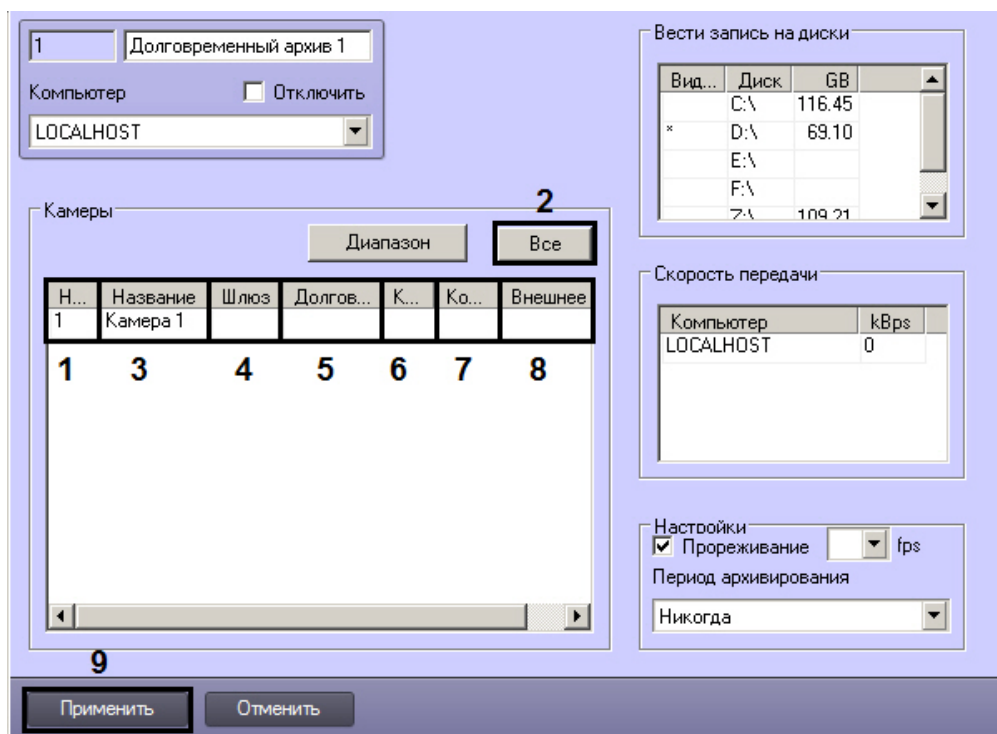 1 Долговременный архив 1
Компьютер Отключить
LOCALHOST
Камеры 2
Диапазон Все
Н... Название Шлюз Долгов... К... Ко... Внешнее
1 Камера 1
1 3 4 5 6 7 8
Вести запись на диски
Вид... Диск GB
C:\ 116.45
* D:\ 69.10
E:\
F:\
Z:\ 109.21
Скорость передачи
Компьютер kBps
LOCALHOST 0
Настройки
Прореживание fps
Период архивирования
Никогда
9
Применить Отменить